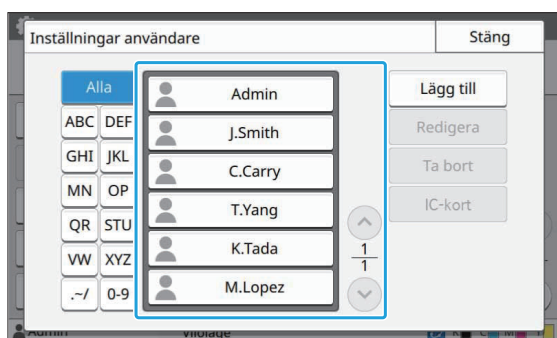 Inställningar användare
Stäng
Alla
ABC DEF
GHI JKL
MN OP
QR STU
VW XYZ
.~/ 0-9
Admin
J.Smith
C.Carry
T.Yang
K.Tada
M.Lopez
1
1
Lägg till
Redigera
Ta bort
IC-kort
Admin
Viloläge
K C M Y